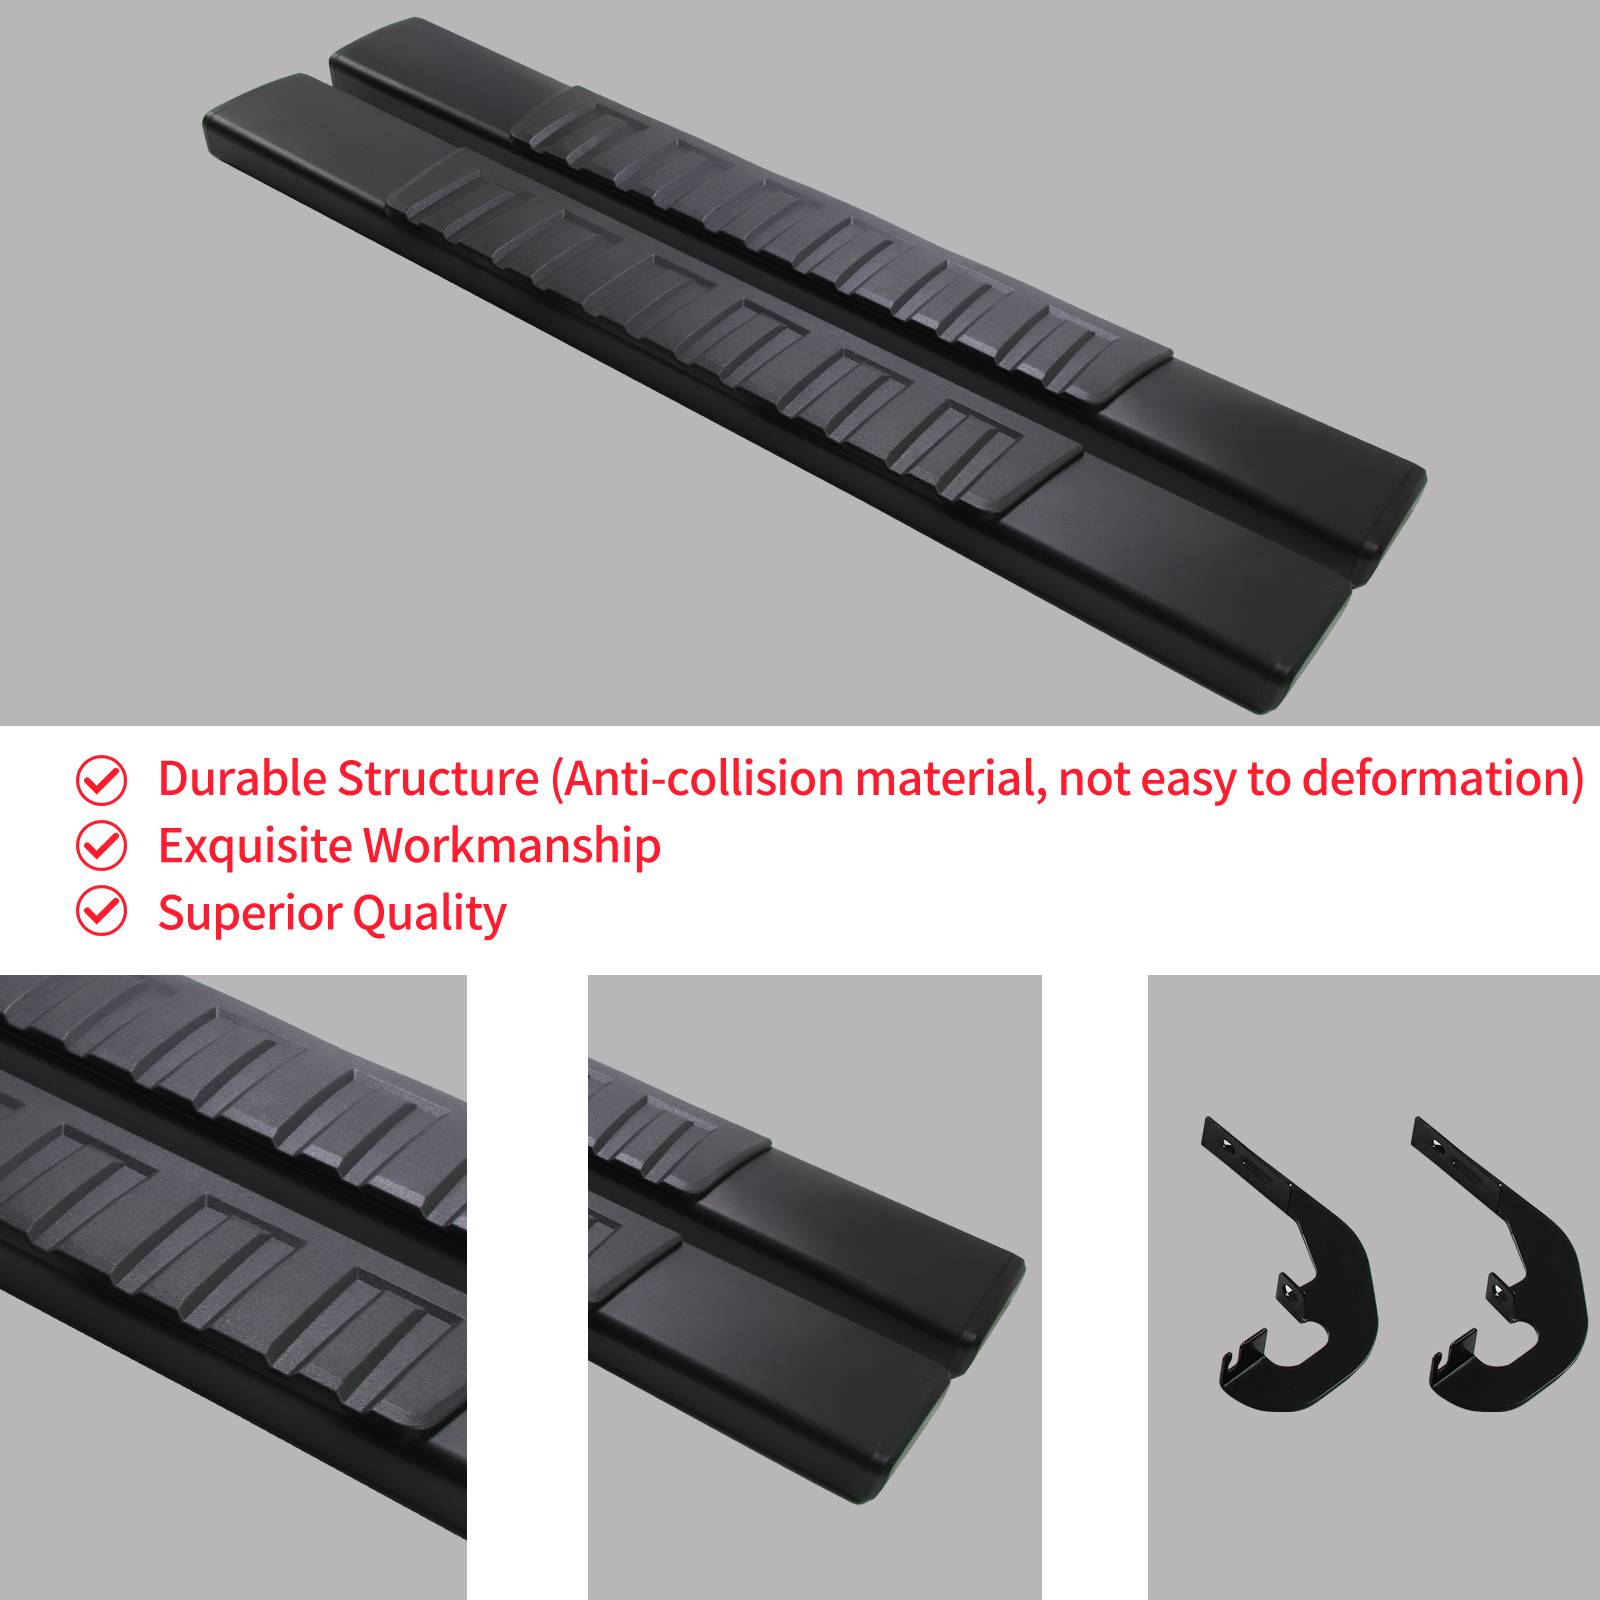 Durable Structure (Anti-collision material, not easy to deformation)
Exquisite Workmanship
Superior Quality